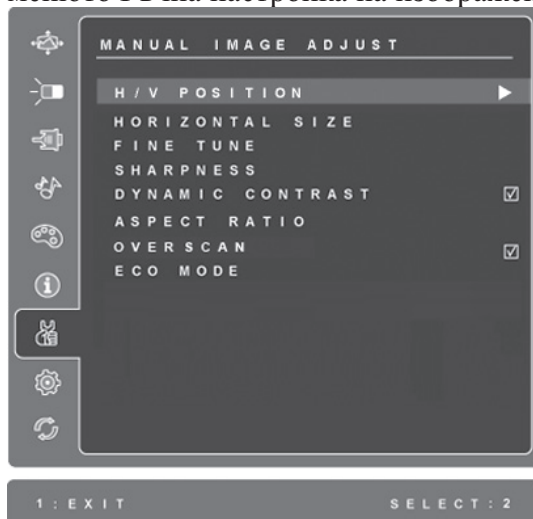 MANUAL IMAGE ADJUST
H/V POSITION
HORIZONTAL SIZE
FINE TUNE
SHARPNESS
DYNAMIC CONTRAST
ASPECT RATIO
OVERSCAN
ECO MODE
1:EXIT SELECT:2